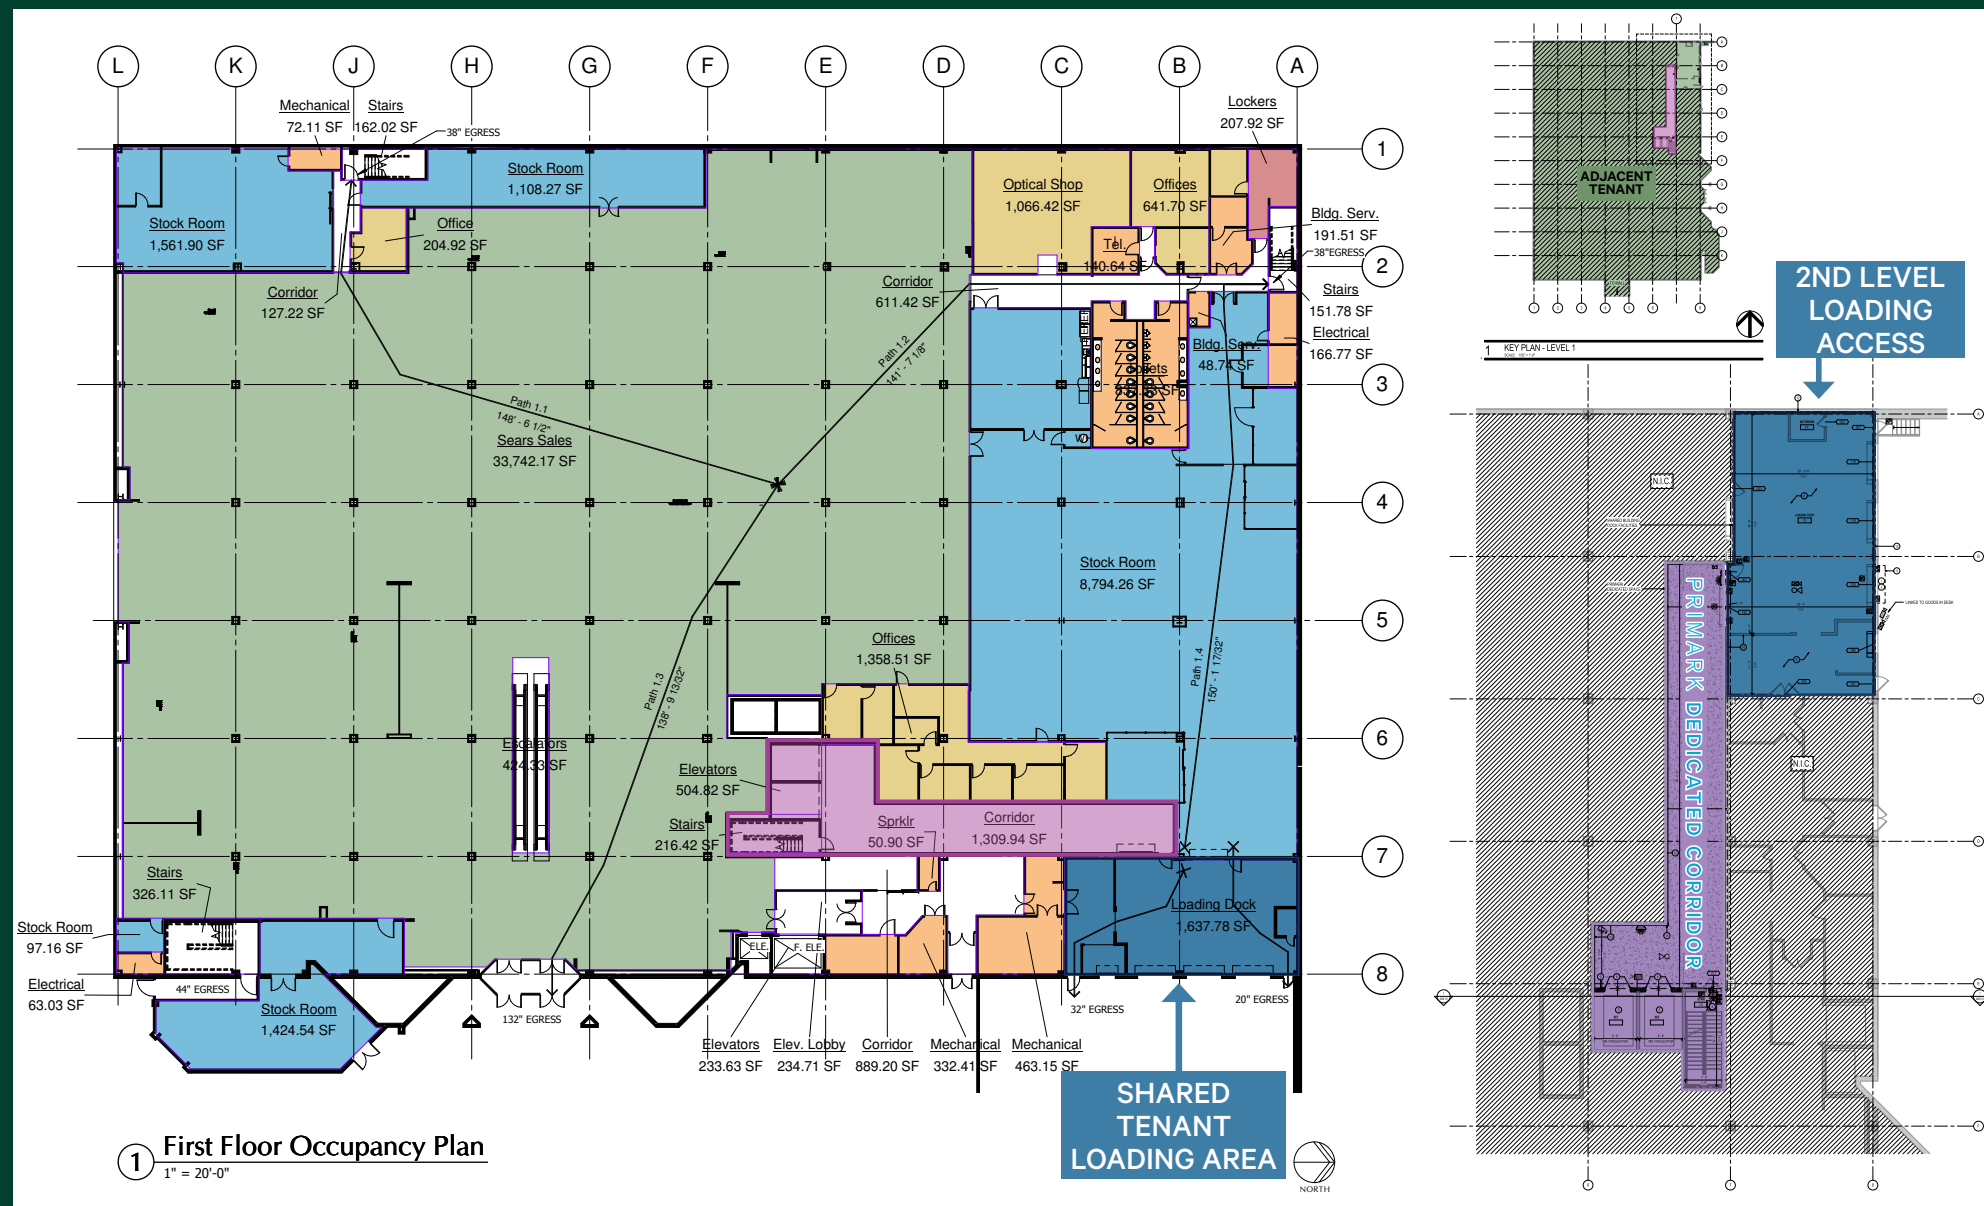 L K J H G F E D C B A
Mechanical
72.11 SF
Stairs
162.02 SF
38" EGRESS
Lockers
207.92 SF
1
Stock Room
1,108.27 SF
Optical Shop
1,066.42 SF
Offices
641.70 SF
Stock Room
1,561.90 SF
Office
204.92 SF
Bldg. Serv.
191.51 SF
Tel.
140.64 SF
38"EGRESS
2
Corridor
127.22 SF
Corridor
611.42 SF
Stairs
151.78 SF
Electrical
166.77 SF
Bldg. Serv.
48.74 SF
Toilets
3
Path 1.2
141' - 7 1/8"
Path 1.1
148' - 6 1/2"
Sears Sales
33,742.17 SF
4
Stock Room
8,794.26 SF
5
Offices
1,358.51 SF
Path 1.3
138' - 9 13/32"
Path 1.4
150' - 1 17/32"
6
Escalators
424.33 SF
Elevators
504.82 SF
Stairs
216.42 SF
Sprklr
50.90 SF
Corridor
1,309.94 SF
7
Stairs
326.11 SF
Loading Dock
1,637.78 SF
Stock Room
97.16 SF
ELE.
F. ELE.
8
Electrical
63.03 SF
44" EGRESS
Stock Room
1,424.54 SF
132" EGRESS
32" EGRESS
20" EGRESS
Elevators
233.63 SF
Elev. Lobby
234.71 SF
Corridor
889.20 SF
Mechanical
332.41 SF
Mechanical
463.15 SF
SHARED
TENANT
LOADING AREA
1
First Floor Occupancy Plan
1" = 20'-0"
NORTH
ADJACENT
TENANT
1 KEY PLAN - LEVEL 1
2ND LEVEL
LOADING
ACCESS
N.I.C.
N.I.C.
PRIMARK DEDICATED CORRIDOR